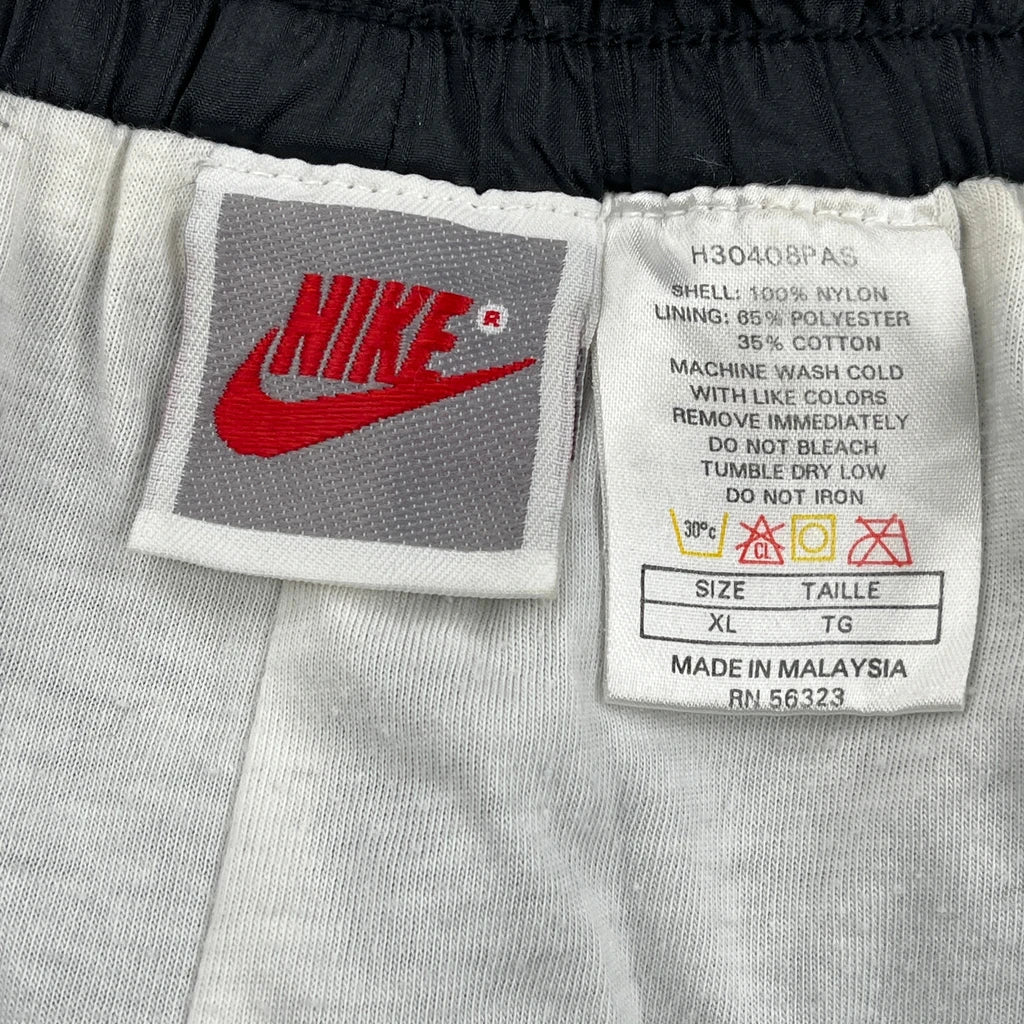 NIKE ®
H30408PAS
SHELL: 100% NYLON
LINING: 65% POLYESTER
35% COTTON
MACHINE WASH COLD
WITH LIKE COLORS
REMOVE IMMEDIATELY
DO NOT BLEACH
TUMBLE DRY LOW
DO NOT IRON
30°C CL
SIZE TAILLE
XL TG
MADE IN MALAYSIA
RN 56323